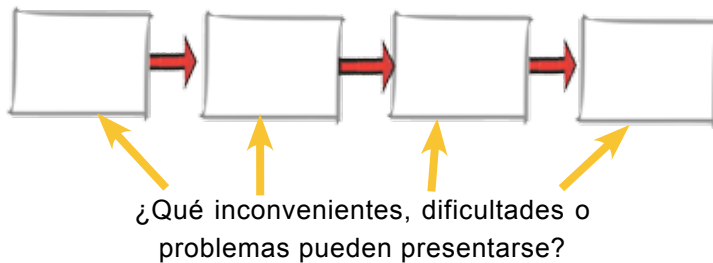 ¿Qué inconvenientes, dificultades o
problemas pueden presentarse?